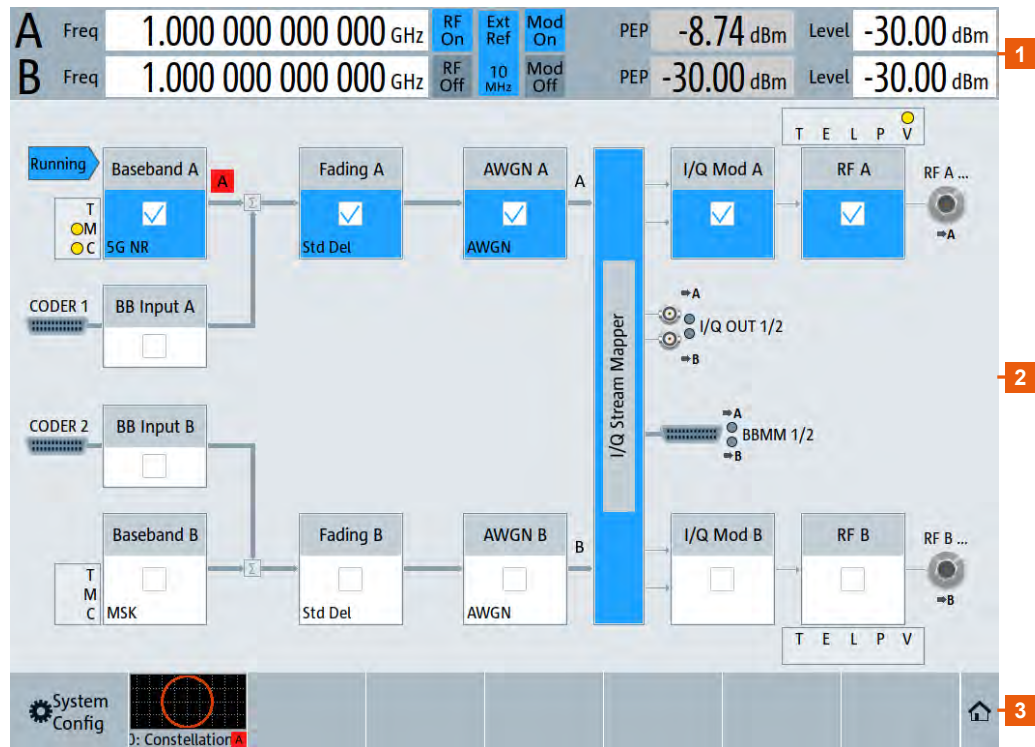 A Freq 1.000 000 000 000 GHz RF On Ext Ref Mod On PEP -8.74 dBm Level -30.00 dBm
1
B Freq 1.000 000 000 000 GHz RF Off 10 MHz Mod Off PEP -30.00 dBm Level -30.00 dBm
T E L P V
Running
Baseband A
A
Fading A
AWGN A
A
I/Q Mod A
RF A
RF A ...
T
M
C
5G NR
Σ
Std Del
AWGN
➡A
CODER 1
BB Input A
➡A
I/Q OUT 1/2
➡B
I/Q Stream Mapper
2
CODER 2
BB Input B
➡A
BBMM 1/2
➡B
Baseband B
Fading B
AWGN B
B
I/Q Mod B
RF B
RF B ...
T
M
C
MSK
Σ
Std Del
AWGN
➡B
T E L P V
System
Config
0: Constellation A
3